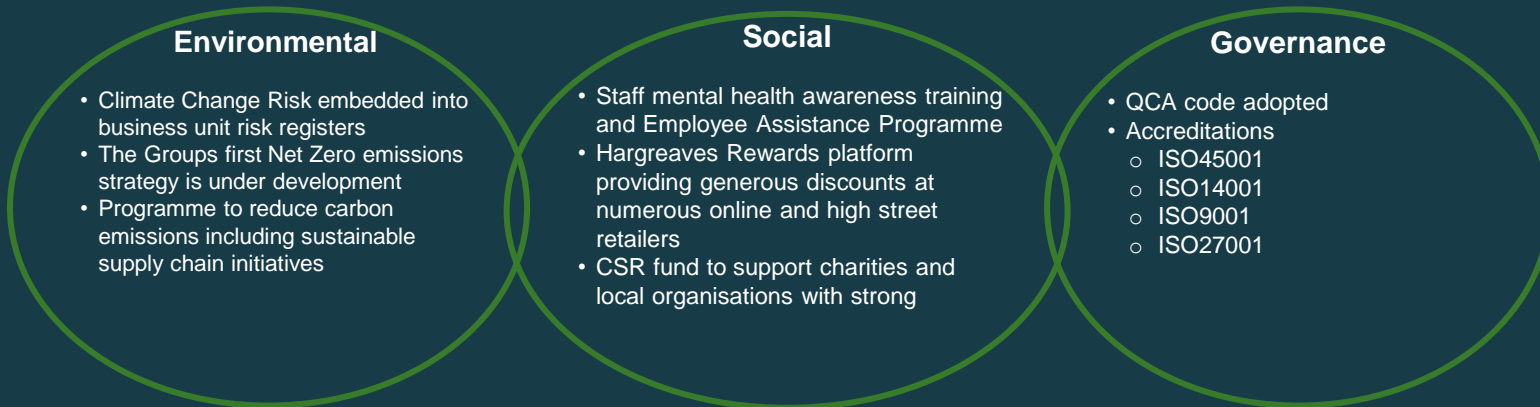 Environmental
• Climate Change Risk embedded into
business unit risk registers
• The Groups first Net Zero emissions
strategy is under development
• Programme to reduce carbon
emissions including sustainable
supply chain initiatives
Social
• Staff mental health awareness training
and Employee Assistance Programme
• Hargreaves Rewards platform
providing generous discounts at
numerous online and high street
retailers
• CSR fund to support charities and
local organisations with strong
Governance
• QCA code adopted
• Accreditations
o ISO45001
o ISO14001
o ISO9001
o ISO27001